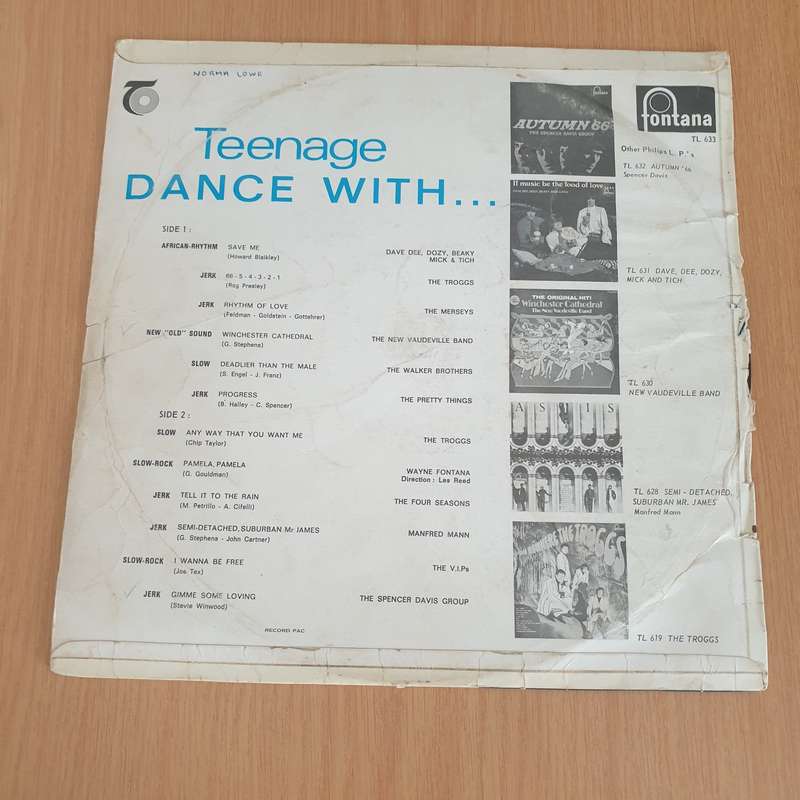 NORMA LOWE
Teenage
DANCE WITH...
SIDE 1 :
AFRICAN-RHYTHM SAVE ME DAVE DEE, DOZY, BEAKY
(Howard Blaikley) MICK & TICH
JERK 66-5-4-3-2-1 THE TROGGS
(Reg Presley)
JERK RHYTHM OF LOVE THE MERSEYS
(Feldman - Goldstein - Gottehrer)
NEW "OLD" SOUND WINCHESTER CATHEDRAL THE NEW VAUDEVILLE BAND
(G. Stephens)
SLOW DEADLIER THAN THE MALE THE WALKER BROTHERS
(S. Engel - J. Franz)
JERK PROGRESS THE PRETTY THINGS
(B. Halley - C. Spencer)
SIDE 2 :
SLOW ANY WAY THAT YOU WANT ME THE TROGGS
(Chip Taylor)
SLOW-ROCK PAMELA, PAMELA WAYNE FONTANA
(G. Gouldman) Direction : Les Reed
JERK TELL IT TO THE RAIN THE FOUR SEASONS
(M. Petrillo - A. Cifelli)
JERK SEMI-DETACHED, SUBURBAN Mr JAMES MANFRED MANN
(G. Stephens - John Cartner)
SLOW-ROCK I WANNA BE FREE THE V.I.Ps
(Joe Tex)
JERK GIMME SOME LOVING THE SPENCER DAVIS GROUP
(Stevie Winwood)
RECORD PAC
AUTUMN '66
THE SPENCER DAVIS GROUP
If music be the food of love
THE ORIGINAL HIT!
Winchester Cathedral
The New Vaudeville Band
AS IS
THE TROGGS
fontana
TL 633
Other Philips L.P.'s
TL 632 AUTUMN '66
Spencer Davis
TL 631 DAVE, DEE, DOZY,
MICK AND TICH
TL 630
NEW VAUDEVILLE BAND
TL 628 SEMI - DETACHED,
SUBURBAN MR. JAMES
Manfred Mann
TL 619 THE TROGGS